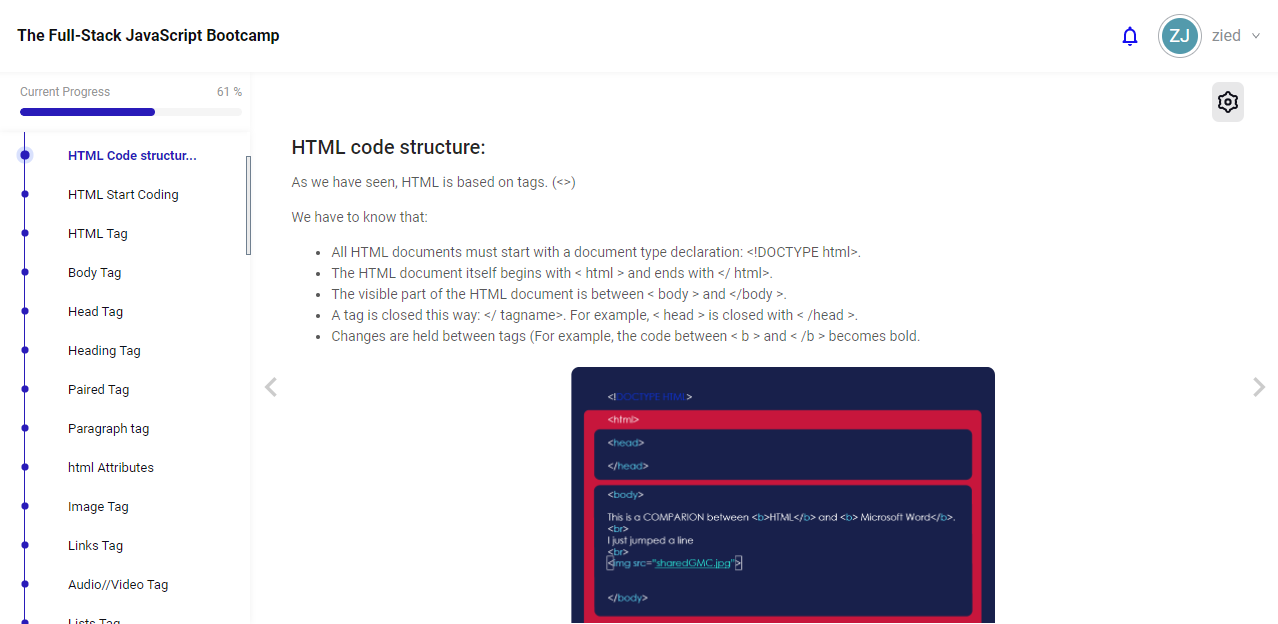 The Full-Stack JavaScript Bootcamp
ZJ
zied
Current Progress
61 %
HTML Code structur...
HTML Start Coding
HTML Tag
Body Tag
Head Tag
Heading Tag
Paired Tag
Paragraph tag
html Attributes
Image Tag
Links Tag
Audio//Video Tag
Lists Tag
HTML code structure:
As we have seen, HTML is based on tags. (<>)
We have to know that:
All HTML documents must start with a document type declaration: <!DOCTYPE html>.
The HTML document itself begins with < html > and ends with </ html>.
The visible part of the HTML document is between < body > and </body >.
A tag is closed this way: </ tagname>. For example, < head > is closed with < /head >.
Changes are held between tags (For example, the code between < b > and < /b > becomes bold.
<!DOCTYPE HTML>
<html>
<head>
</head>
<body>
This is a COMPARION between <b>HTML</b> and <b> Microsoft Word</b>.
<br>
I just jumped a line
<br>
<img src="sharedGMC.jpg">
</body>